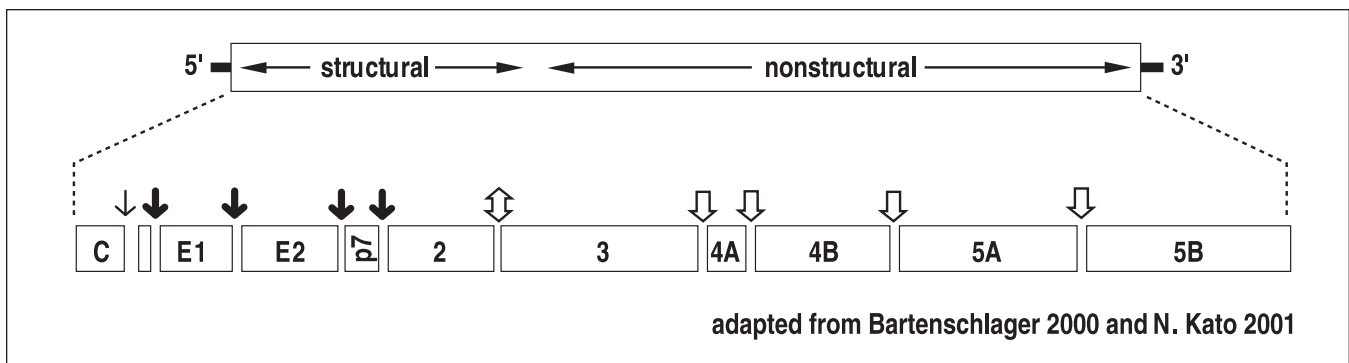 5' structural nonstructural 3'
C E1 E2 p7 2 3 4A 4B 5A 5B
adapted from Bartenschlager 2000 and N. Kato 2001